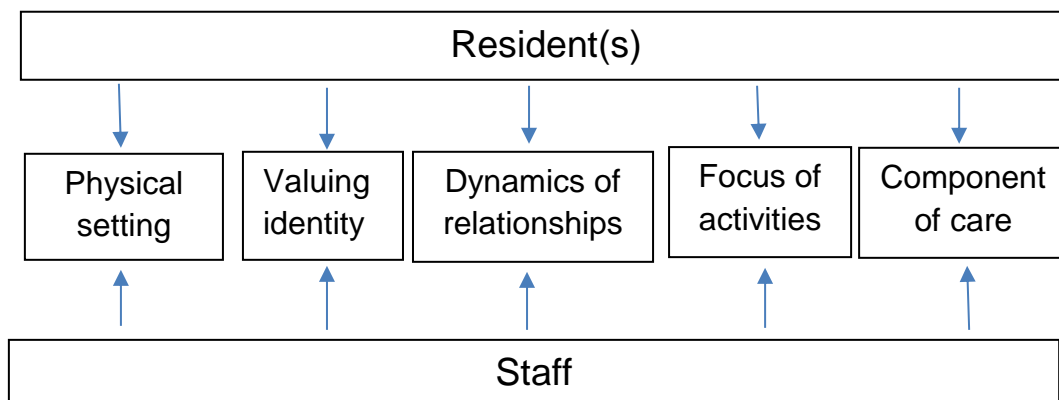 Resident(s)
Physical
setting
Valuing
identity
Dynamics of
relationships
Focus of
activities
Component
of care
Staff